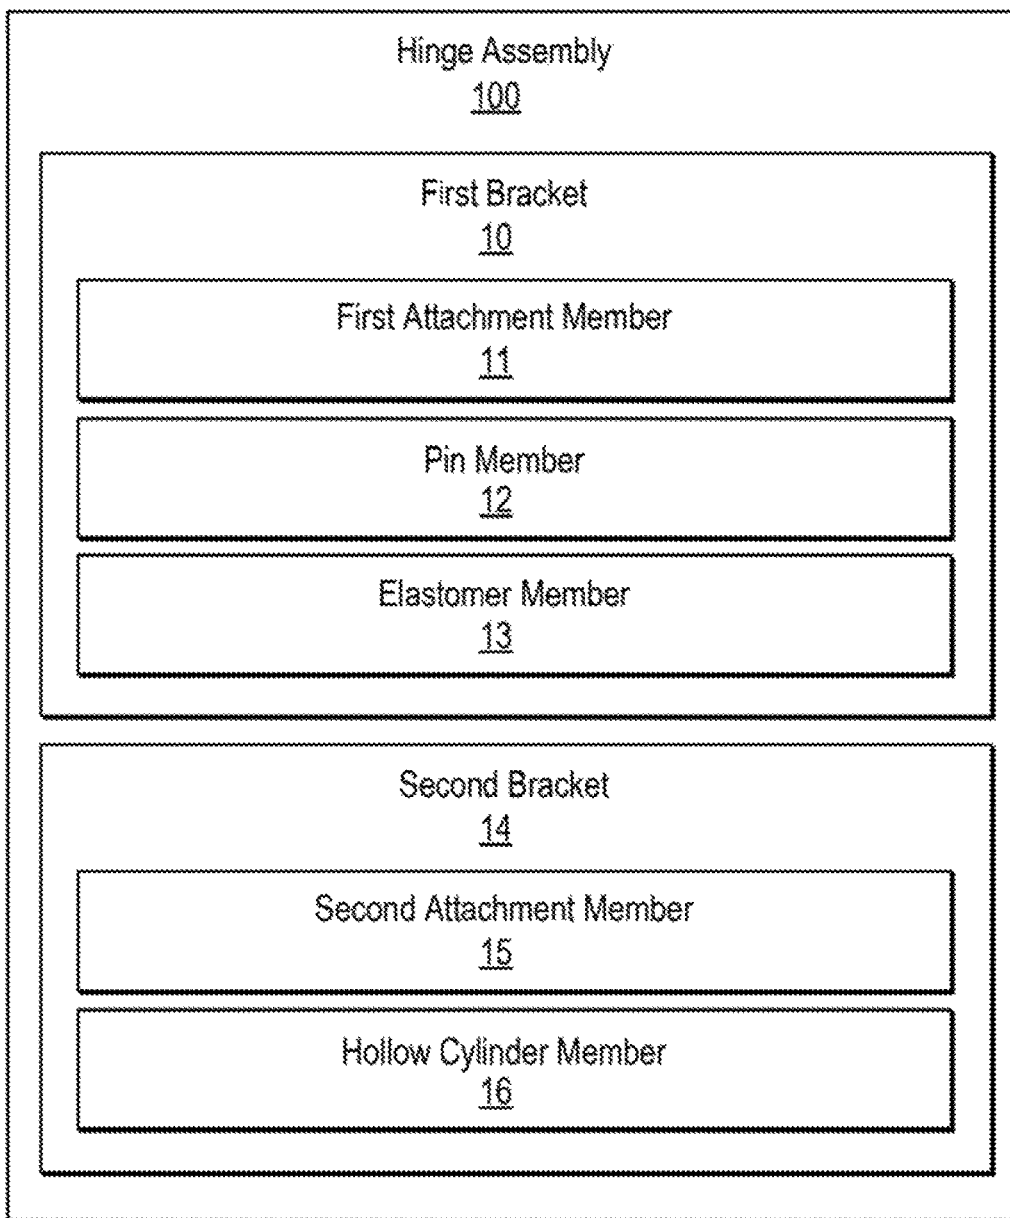 Hinge Assembly
100
First Bracket
10
First Attachment Member
11
Pin Member
12
Elastomer Member
13
Second Bracket
14
Second Attachment Member
15
Hollow Cylinder Member
16